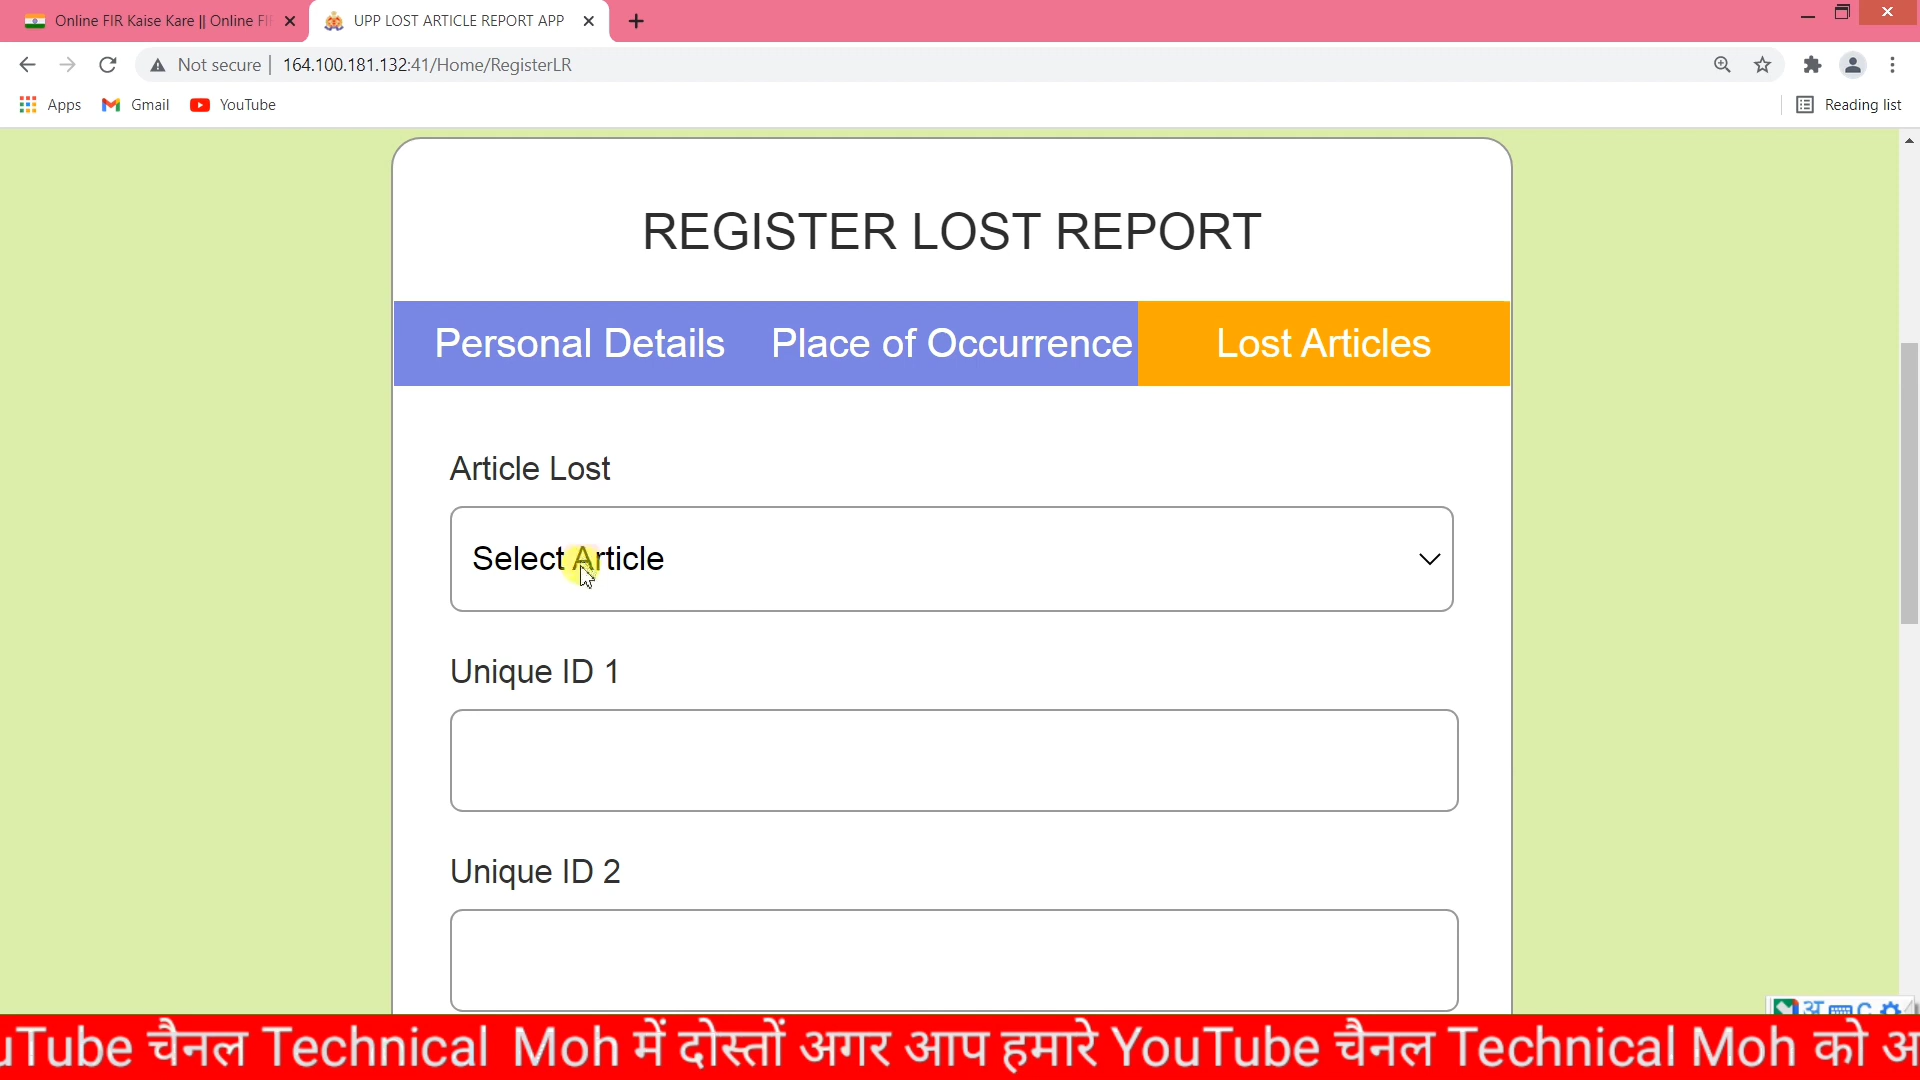 Online FIR Kaise Kare || Online FI
UPP LOST ARTICLE REPORT APP
Not secure
164.100.181.132:41/Home/RegisterLR
Apps
Gmail
YouTube
Reading list
REGISTER LOST REPORT
Personal Details
Place of Occurrence
Lost Articles
Article Lost
Select Article
Unique ID 1
Unique ID 2
अ
uTube चैनल Technical Moh में दोस्तों अगर आप हमारे YouTube चैनल Technical Moh को अ